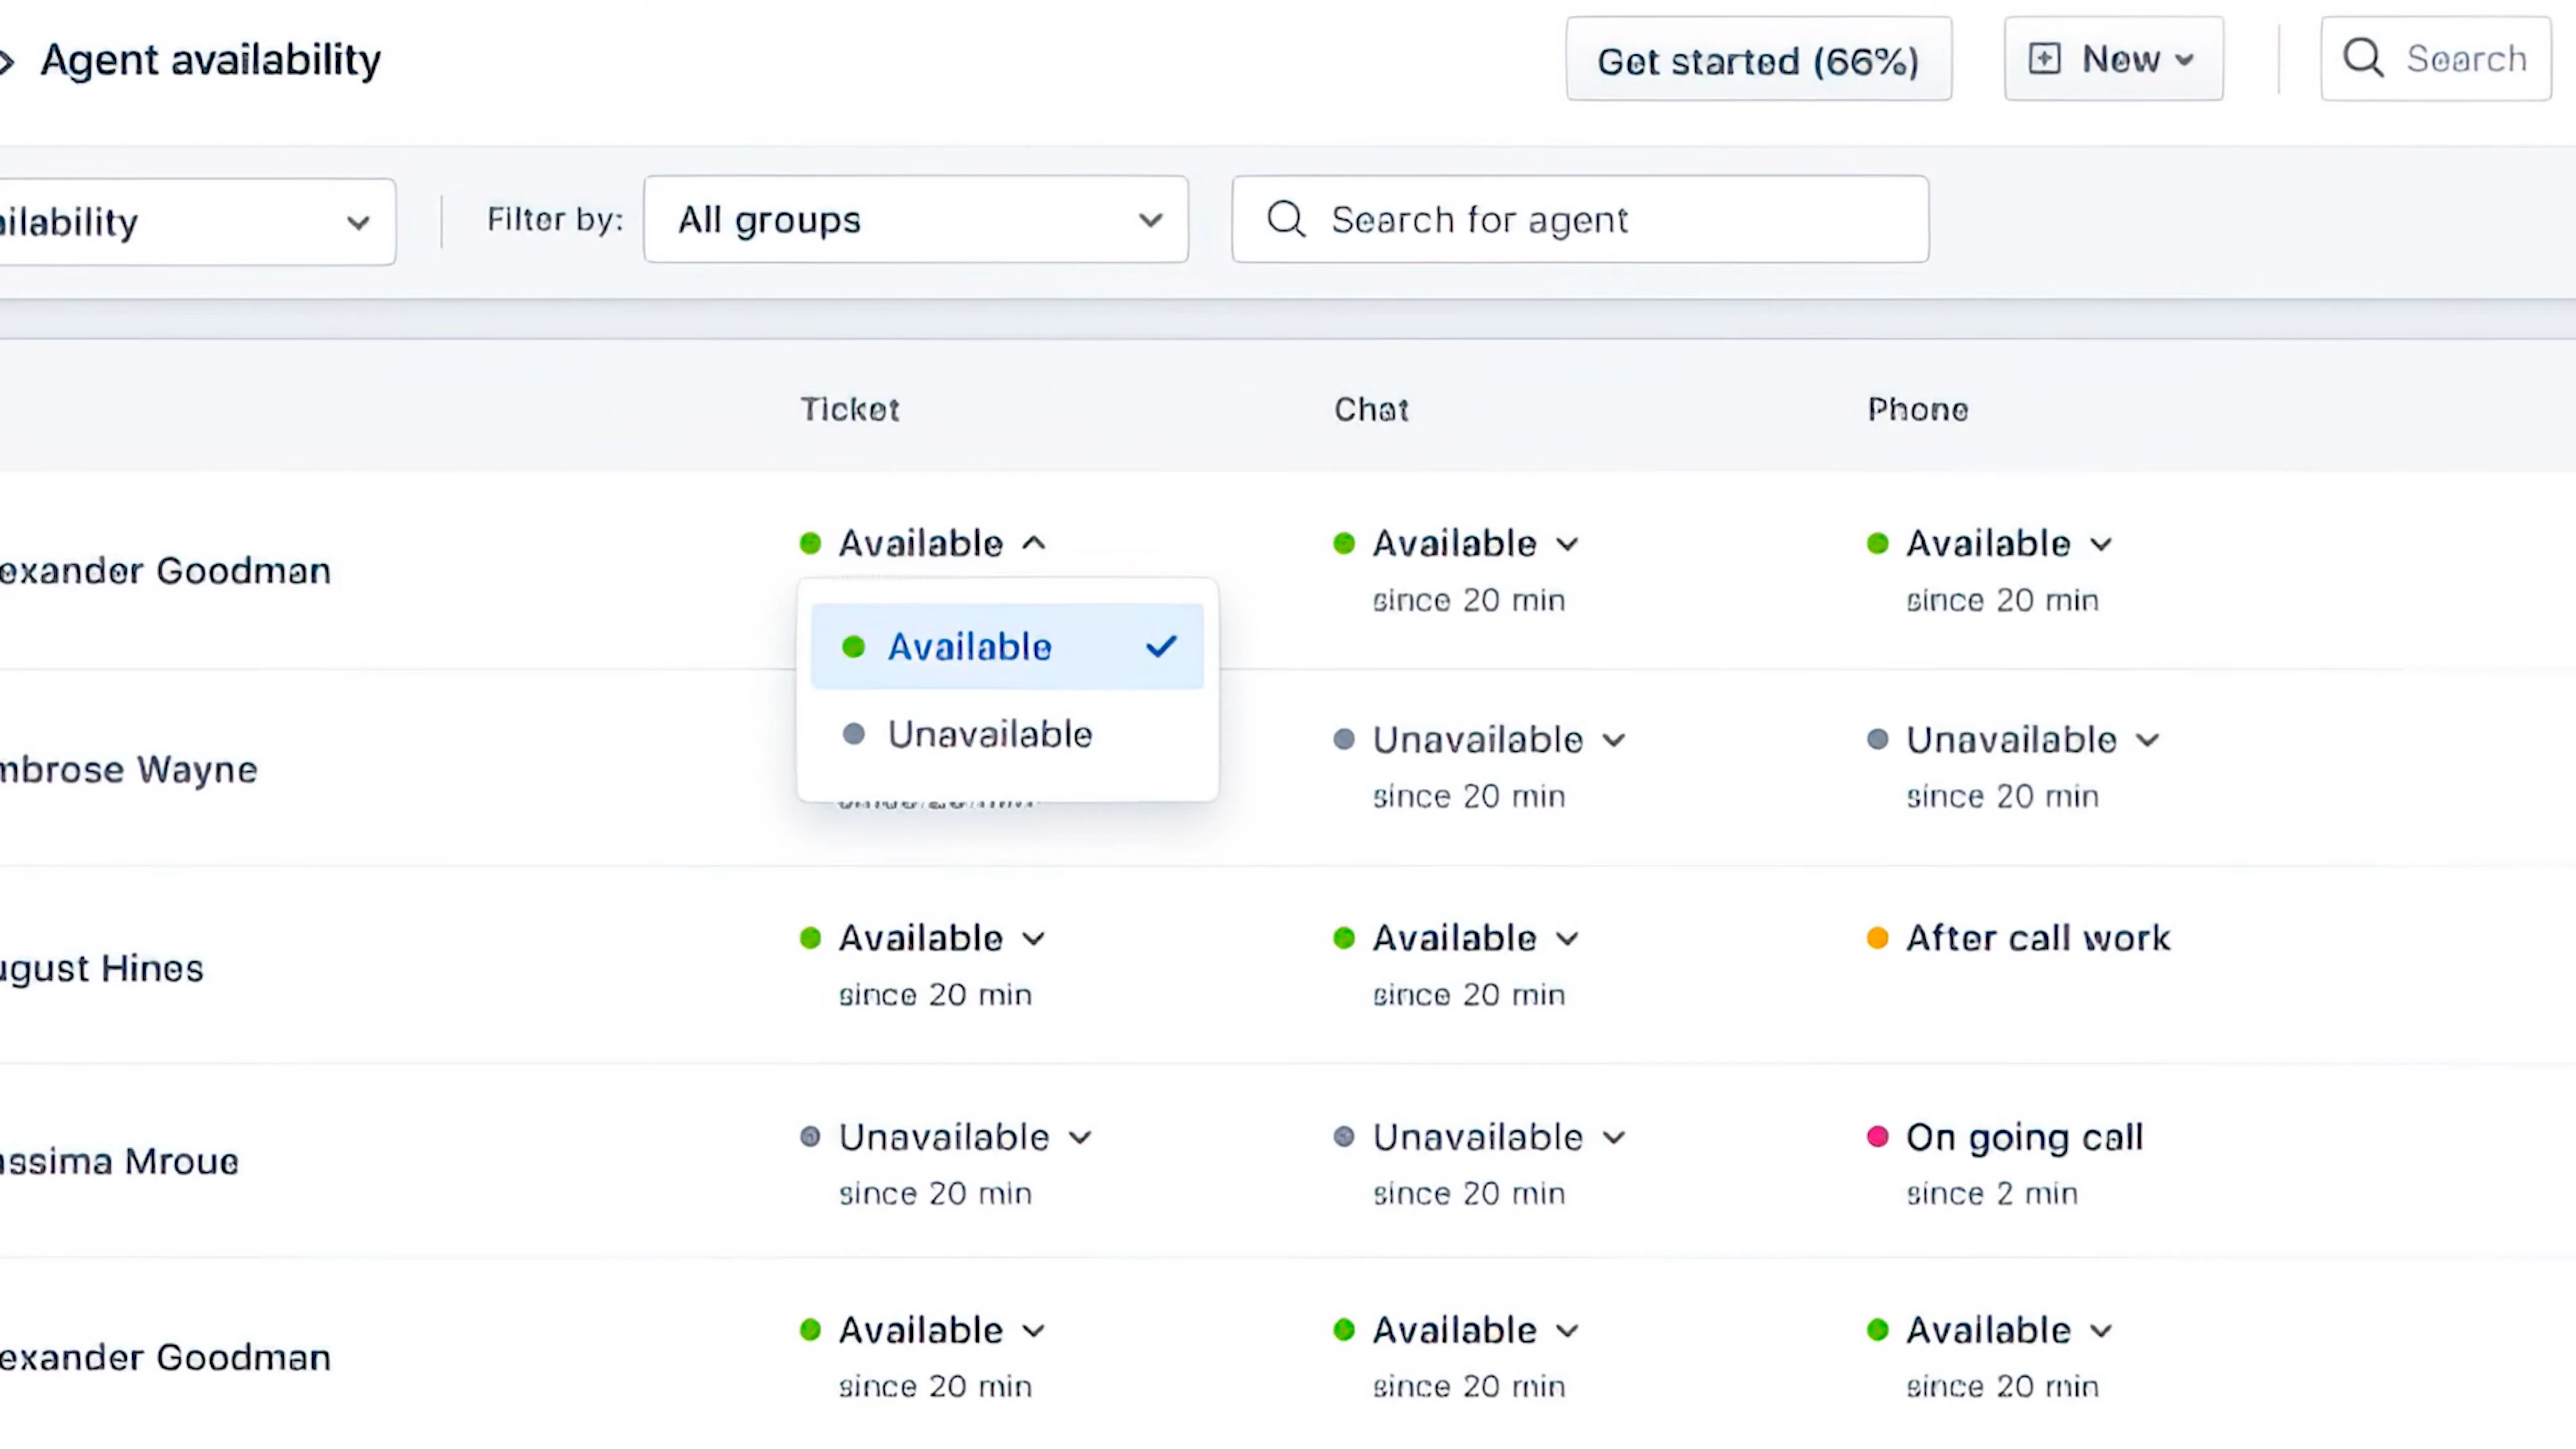 Agent availability
Get started (66%)
New
Search
ilability
Filter by:
All groups
Search for agent
Ticket
Chat
Phone
exander Goodman
Available
Available
since 20 min
Available
since 20 min
Available
Unavailable
mbrose Wayne
Unavailable
since 20 min
Unavailable
since 20 min
ugust Hines
Available
since 20 min
Available
since 20 min
After call work
assima Mroue
Unavailable
since 20 min
Unavailable
since 20 min
On going call
since 2 min
exander Goodman
Available
since 20 min
Available
since 20 min
Available
since 20 min